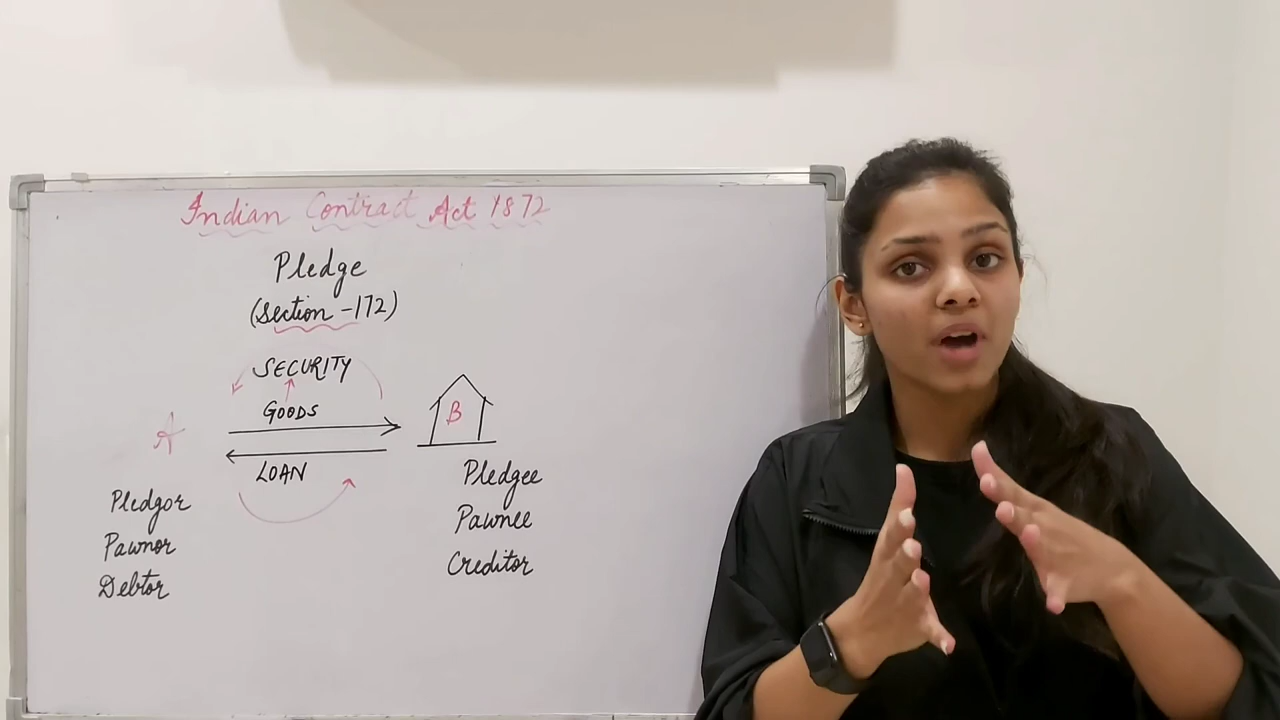 Indian Contract Act 1872
Pledge
(Section -172)
SECURITY
GOODS
A
B
LOAN
Pledgor
Pawnor
Debtor
Pledgee
Pawnee
Creditor